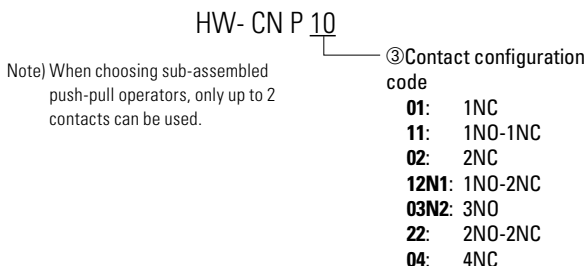 HW- CN P 10
Note) When choosing sub-assembled
push-pull operators, only up to 2
contacts can be used.
③Contact configuration
code
01: 1NC
11: 1NO-1NC
02: 2NC
12N1: 1NO-2NC
03N2: 3NO
22: 2NO-2NC
04: 4NC